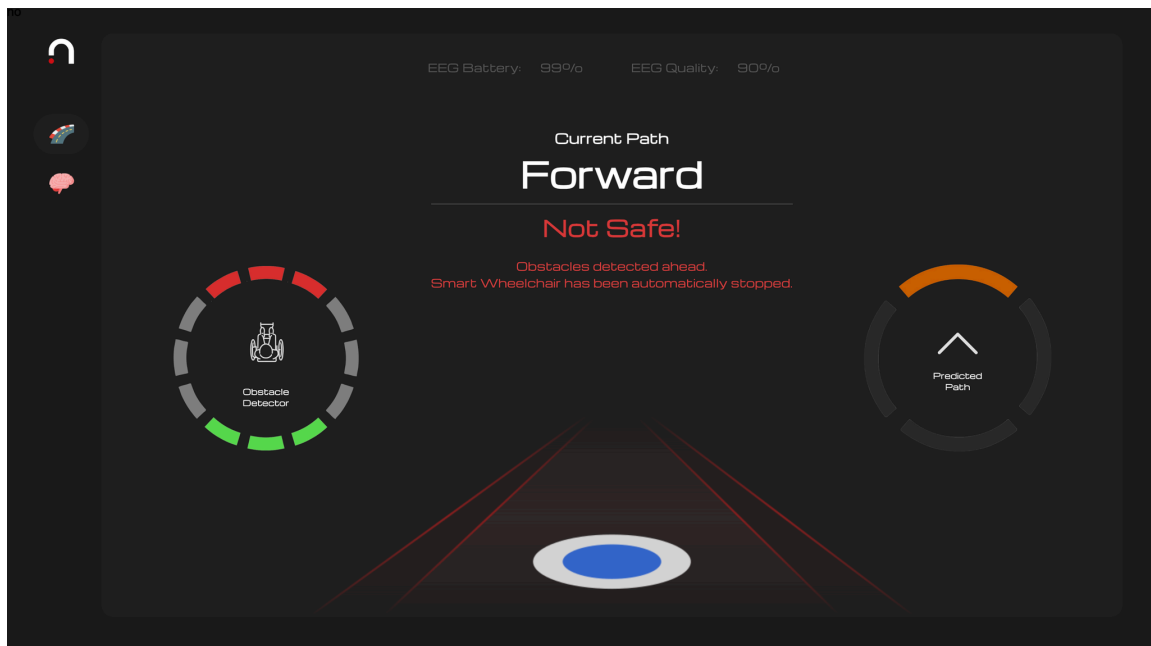 no
EEG Battery: 99% EEG Quality: 90%
Current Path
Forward
Not Safe!
Obstacles detected ahead.
Smart Wheelchair has been automatically stopped.
Obstacle
Detector
Predicted
Path